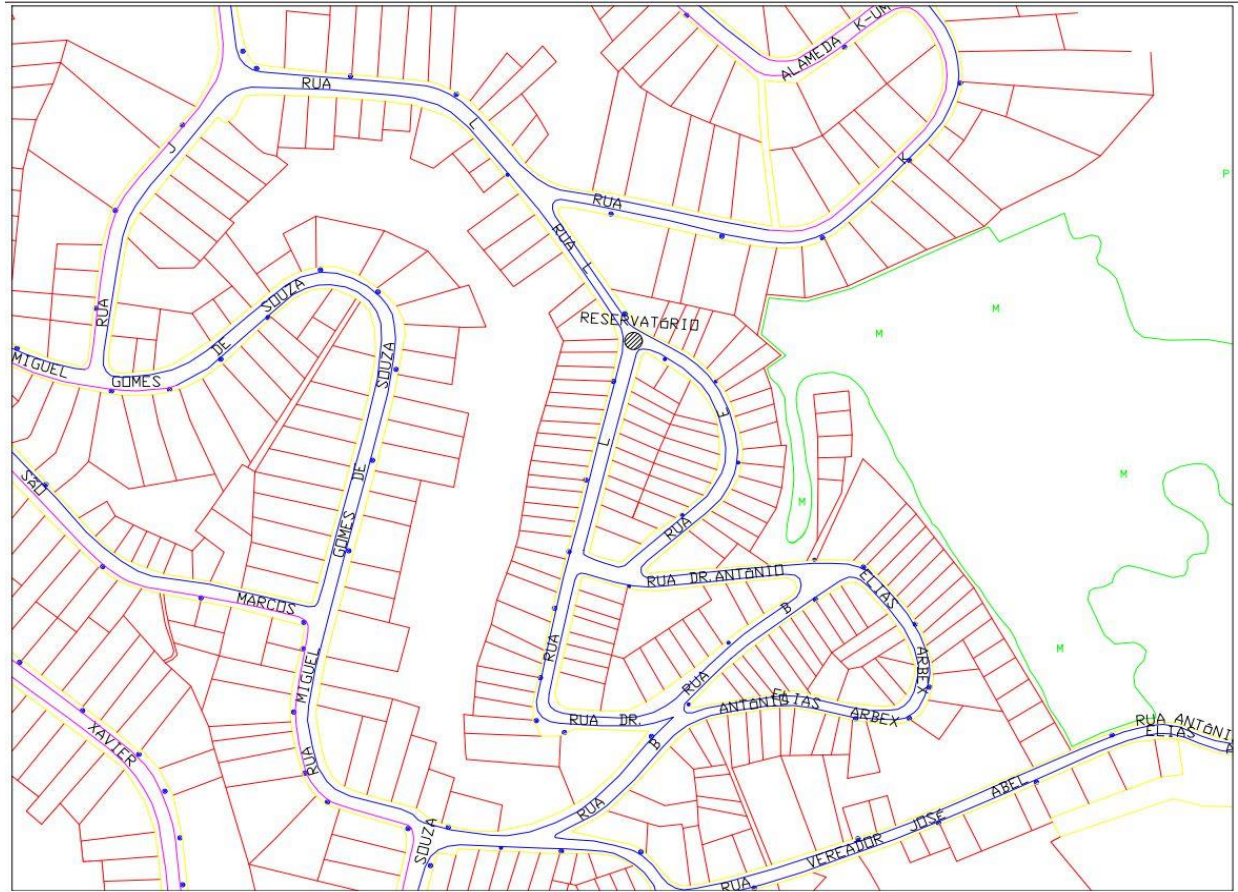 ALAMEDA K-UM
RUA L
J
K
RUA
RUA L
P
SOUZA
M
M
RUA
RESERVATóRIO
MIGUEL GOMES DE
SOUZA
E
L
SÃO
DE
M
M
GOMES
RUA
RUA DR.ANTôNIO
ELIAS
MARCOS
B
RUA
ARBEX
M
MIGUEL
RUA
ANTôNIO ELIAS ARBEX
RUA DR.
XAVIER
B
RUA ANTôNIO
ELIAS
RUA
ABEL
RUA
JOSÉ
SOUZA
VEREADOR
RUA